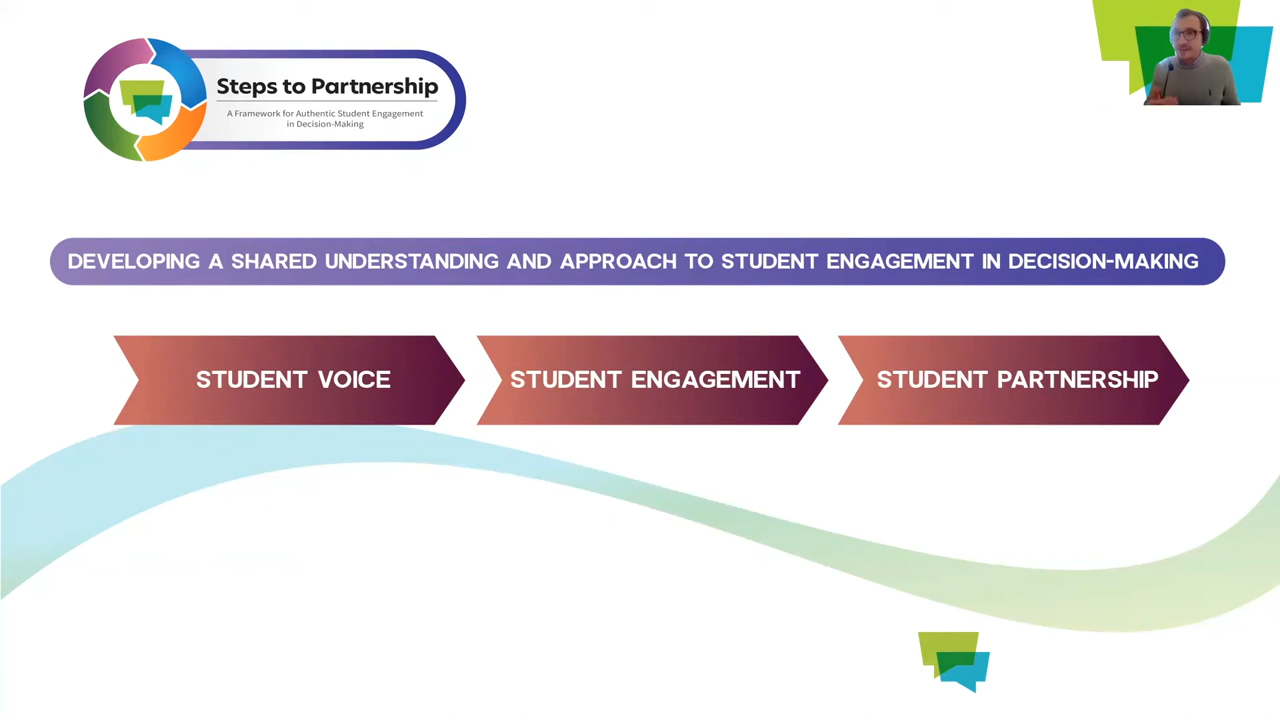 Steps to Partnership
A Framework for Authentic Student Engagement
in Decision-Making
DEVELOPING A SHARED UNDERSTANDING AND APPROACH TO STUDENT ENGAGEMENT IN DECISION-MAKING
STUDENT VOICE
STUDENT ENGAGEMENT
STUDENT PARTNERSHIP